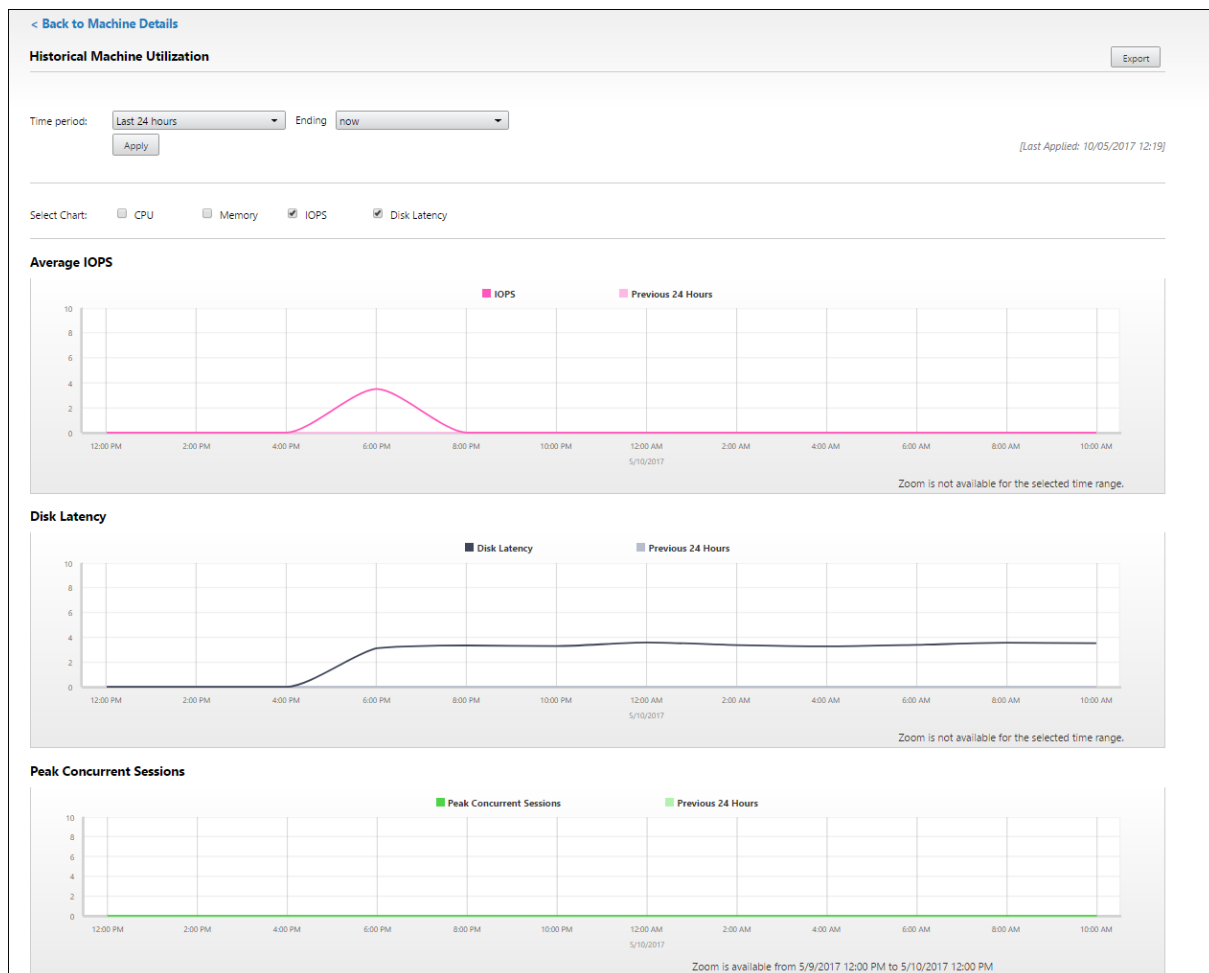 < Back to Machine Details
Historical Machine Utilization
Export
Time period: Last 24 hours Ending now
Apply
[Last Applied: 10/05/2017 12:19]
Select Chart: CPU Memory IOPS Disk Latency
Average IOPS
IOPS Previous 24 Hours
10
8
6
4
2
0
12:00 PM 2:00 PM 4:00 PM 6:00 PM 8:00 PM 10:00 PM 12:00 AM 2:00 AM 4:00 AM 6:00 AM 8:00 AM 10:00 AM
5/10/2017
Zoom is not available for the selected time range.
Disk Latency
Disk Latency Previous 24 Hours
10
8
6
4
2
0
12:00 PM 2:00 PM 4:00 PM 6:00 PM 8:00 PM 10:00 PM 12:00 AM 2:00 AM 4:00 AM 6:00 AM 8:00 AM 10:00 AM
5/10/2017
Zoom is not available for the selected time range.
Peak Concurrent Sessions
Peak Concurrent Sessions Previous 24 Hours
10
8
6
4
2
0
12:00 PM 2:00 PM 4:00 PM 6:00 PM 8:00 PM 10:00 PM 12:00 AM 2:00 AM 4:00 AM 6:00 AM 8:00 AM 10:00 AM
5/10/2017
Zoom is available from 5/9/2017 12:00 PM to 5/10/2017 12:00 PM